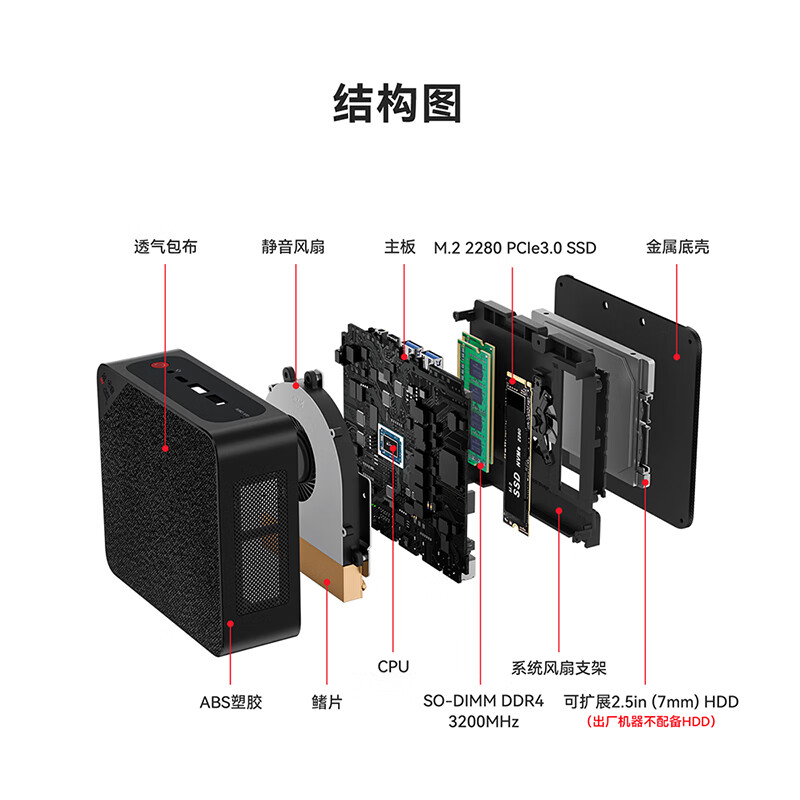 结构图
透气包布
静音风扇
主板
M.2 2280 PCIe3.0 SSD
金属底壳
M.2
SSD NVMe 2280
ABS塑胶
鳍片
CPU
SO-DIMM DDR4
3200MHz
系统风扇支架
可扩展2.5in (7mm) HDD
(出厂机器不配备HDD)